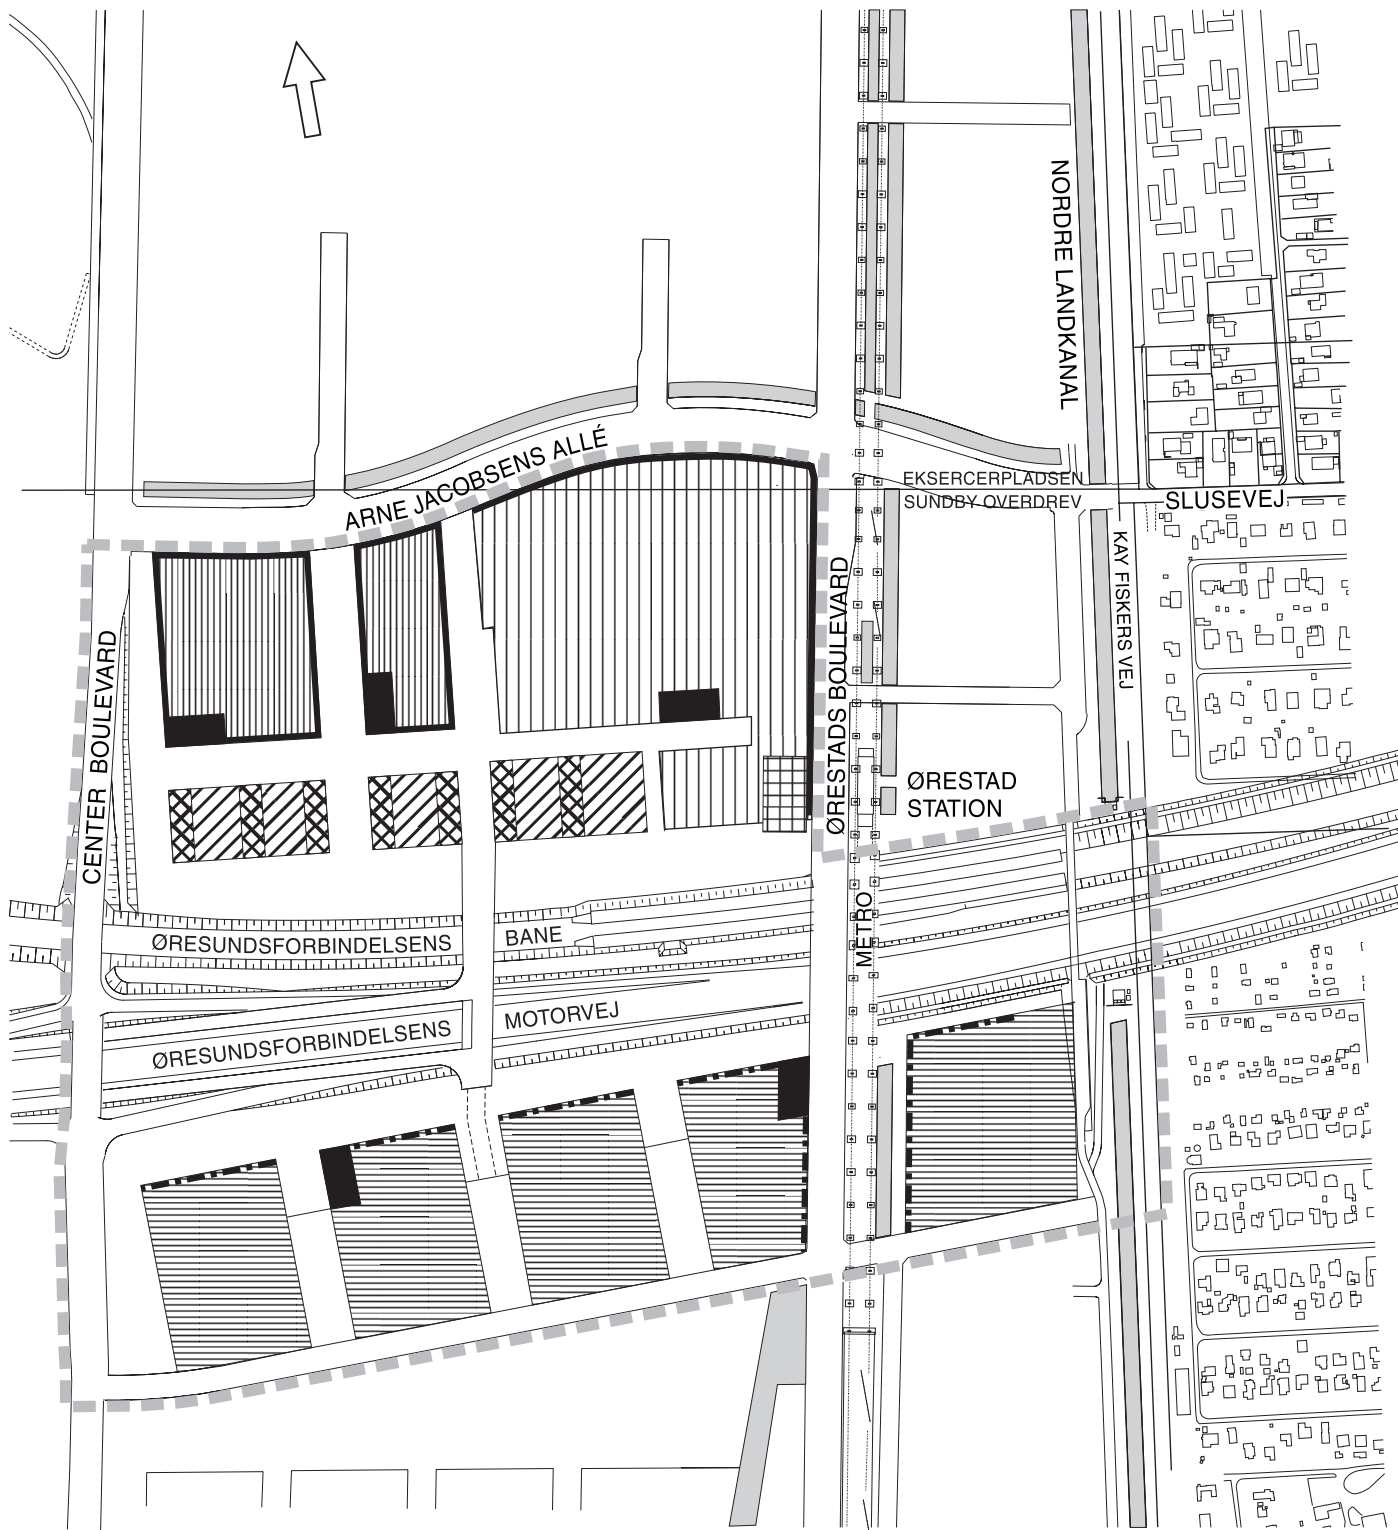 NORDRE LANDKANAL
ARNE JACOBSENS ALLÉ
EKSERCERPLADSEN
SUNDBY OVERDREV
SLUSEVEJ
KAY FISKERS VEJ
CENTER BOULEVARD
ØRESTADS BOULEVARD
ØRESTAD
STATION
METRO
ØRESUNDSFORBINDELSENS
BANE
ØRESUNDSFORBINDELSENS
MOTORVEJ